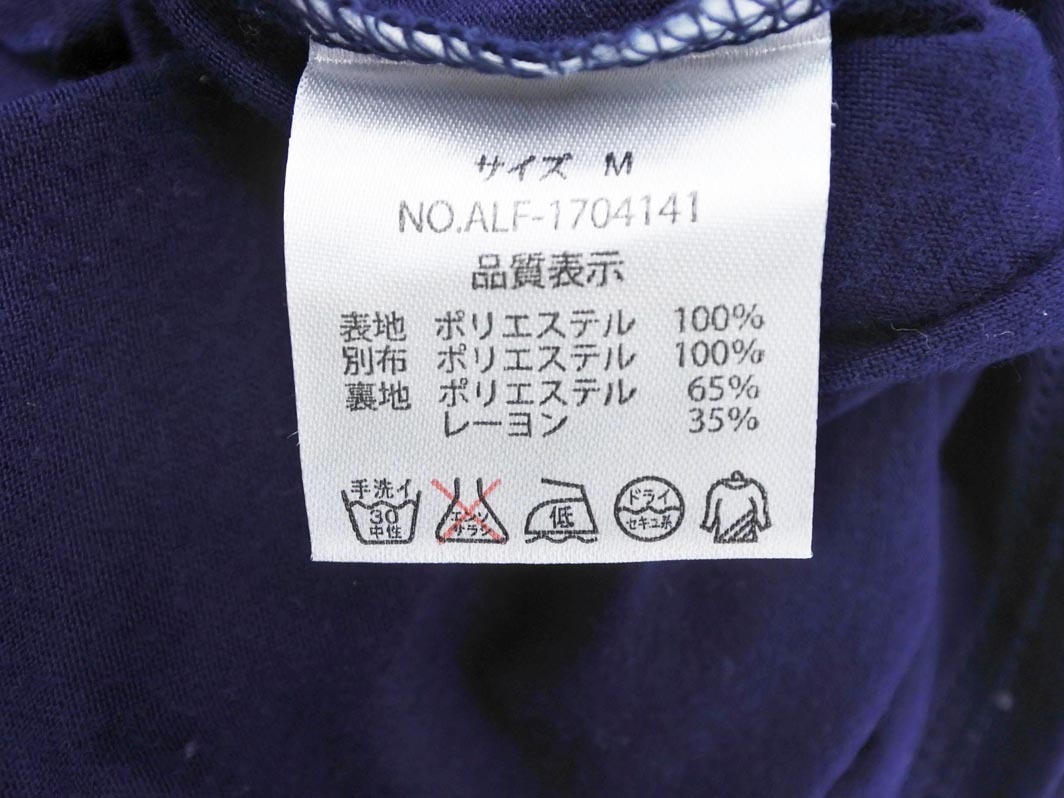 サイズ M
NO.ALF-1704141
品質表示
表地 ポリエステル 100%
別布 ポリエステル 100%
裏地 ポリエステル 65%
レーヨン 35%
手洗イ
30
中性
エンソ
サラシ
低
ドライ
セキユ系